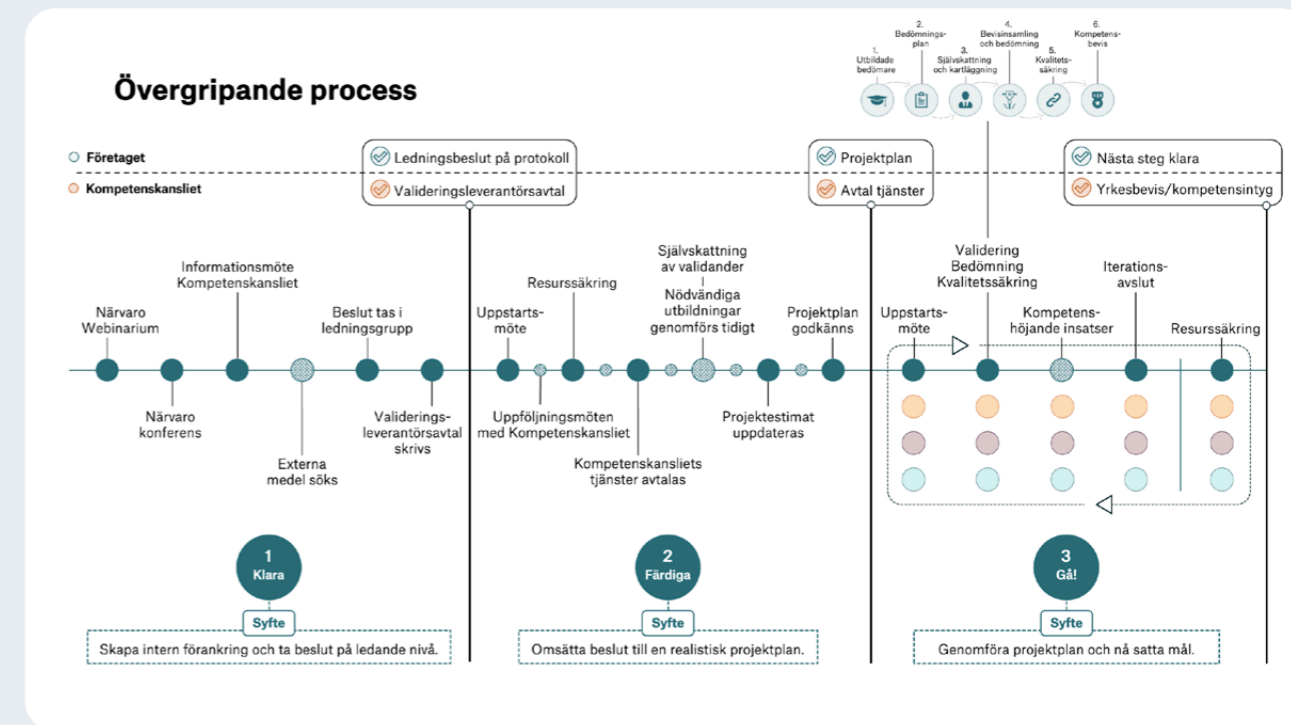 Övergripande process
1.
Utbildade
bedömare
2.
Bedömnings-
plan
3.
Självskattning
och kartläggning
4.
Bevisinsamling
och bedömning
5.
Kvalitets-
säkring
6.
Kompetens-
bevis
Företaget
Kompetenskansliet
Ledningsbeslut på protokoll
Valideringsleverantörsavtal
Projektplan
Avtal tjänster
Nästa steg klara
Yrkesbevis/kompetensintyg
Närvaro
Webinarium
Närvaro
konferens
Informationsmöte
Kompetenskansliet
Externa
medel söks
Beslut tas i
ledningsgrupp
Validerings-
leverantörsavtal
skrivs
Uppstarts-
möte
Uppföljningsmöten
med Kompetenskansliet
Resurssäkring
Kompetenskansliets
tjänster avtalas
Självskattning
av validander
Nödvändiga
utbildningar
genomförs tidigt
Projektestimat
uppdateras
Projektplan
godkänns
Uppstarts-
möte
Validering
Bedömning
Kvalitetssäkring
Kompetens-
höjande insatser
Iterations-
avslut
Resurssäkring
1
Klara
Syfte
Skapa intern förankring och ta beslut på ledande nivå.
2
Färdiga
Syfte
Omsätta beslut till en realistisk projektplan.
3
Gå!
Syfte
Genomföra projektplan och nå satta mål.